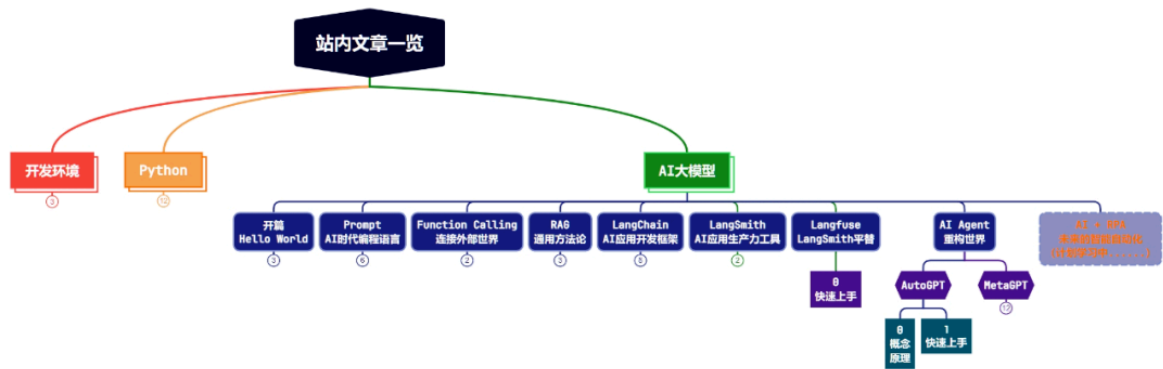 站内文章一览
开发环境
3
Python
12
AI大模型
开篇
Hello World
3
Prompt
AI时代编程语言
6
Function Calling
连接外部世界
2
RAG
通用方法论
3
LangChain
AI应用开发框架
8
LangSmith
AI应用生产力工具
2
Langfuse
LangSmith平替
0
快速上手
AI Agent
重构世界
AutoGPT
0
概念
原理
1
快速上手
MetaGPT
12
AI + RPA